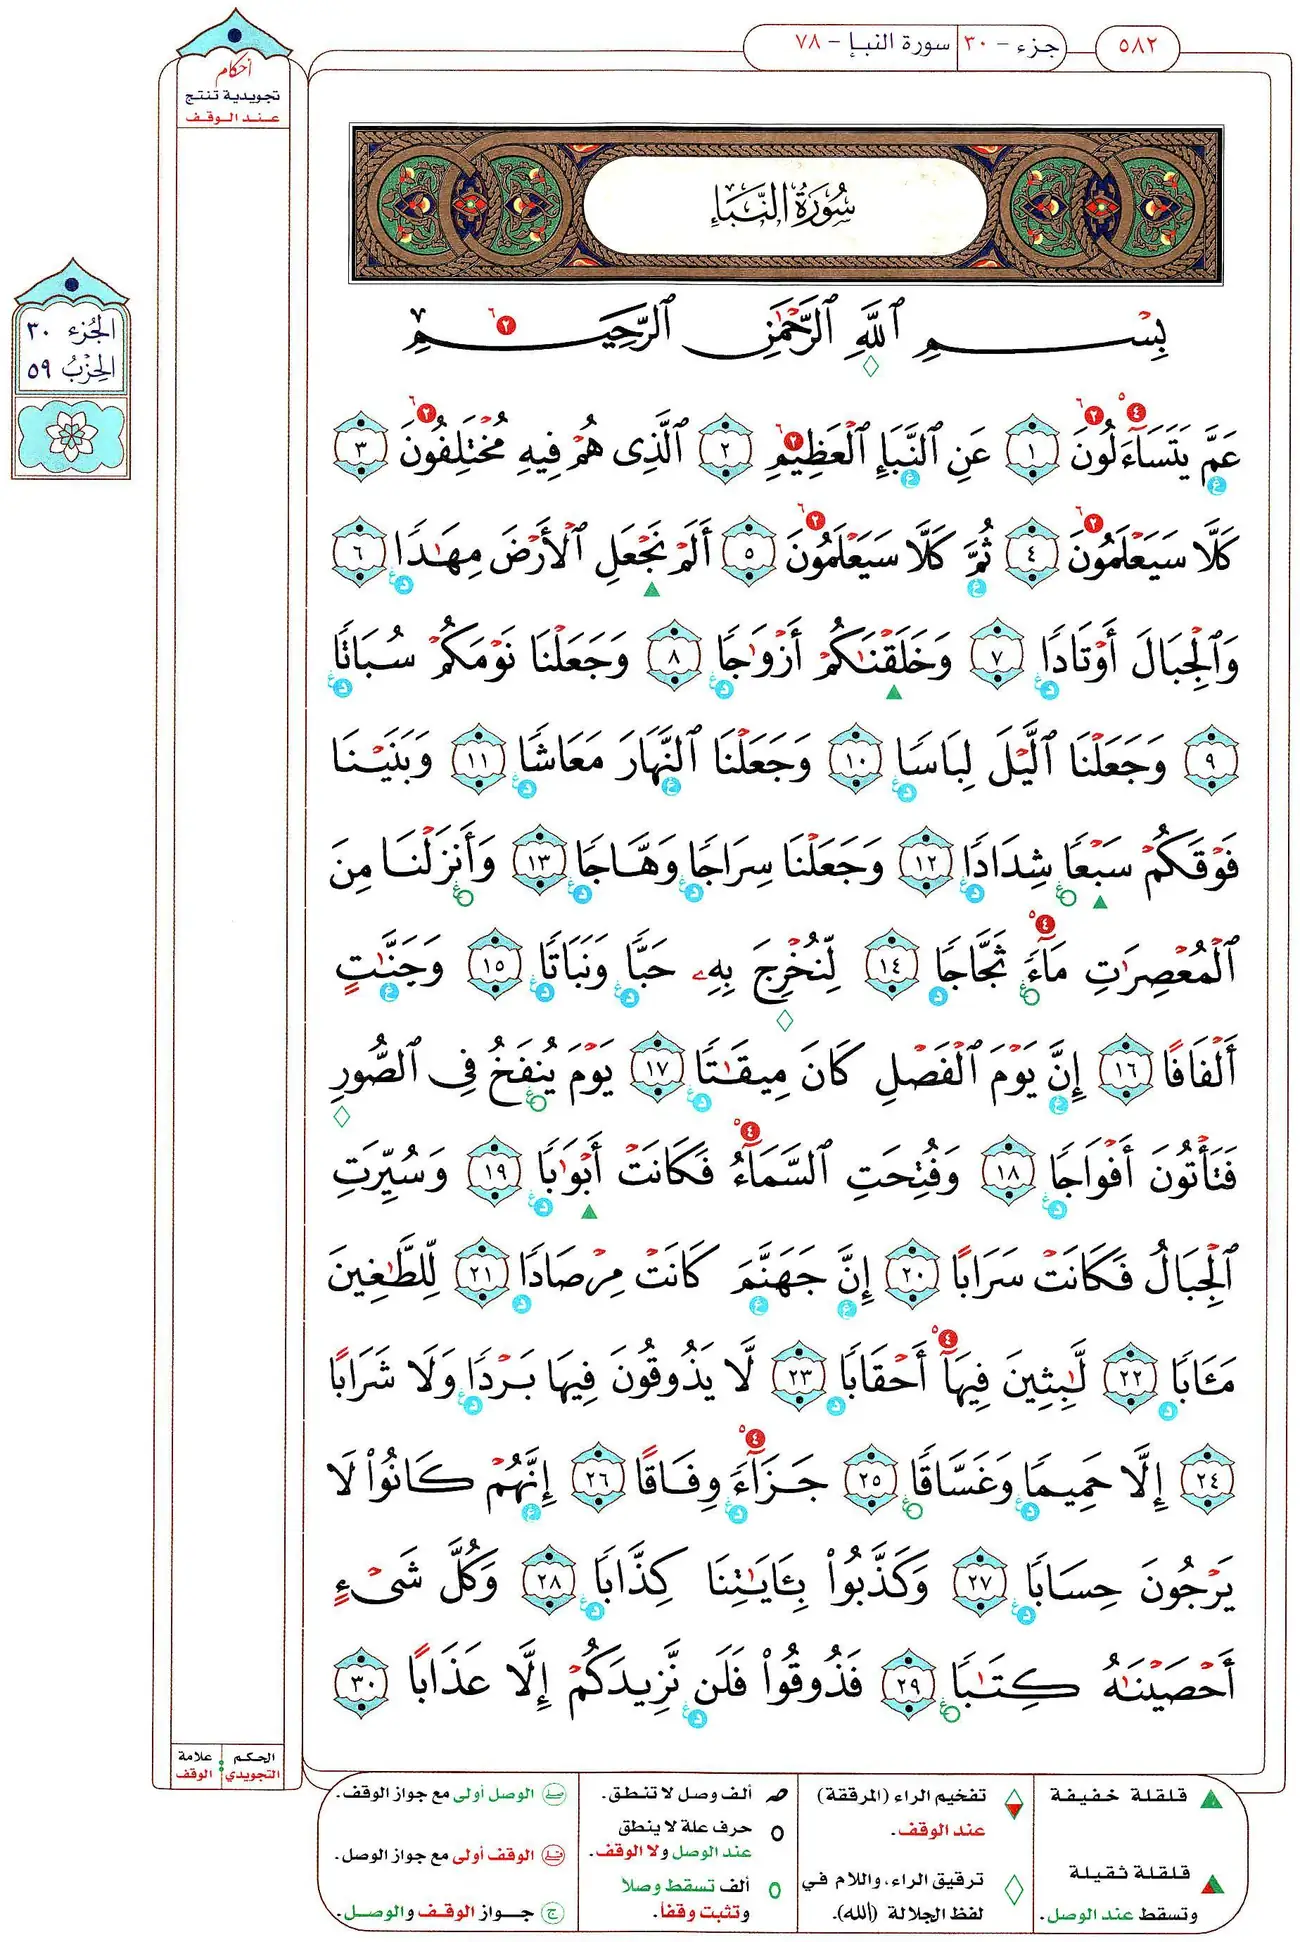 ٥٨٢
جزء - ٣٠ سورة النبإ - ٧٨
أحكام
تجويدية تنتج
عند الوقف
سُورَةُ النَّبَإِ
الجُزء ٣٠
الحِزْبُ ٥٩
بِسْمِ ٱللَّهِ ٱلرَّحْمَٰنِ ٱلرَّحِيمِ
عَمَّ يَتَسَآءَلُونَ ١ عَنِ ٱلنَّبَإِ ٱلْعَظِيمِ ٢ ٱلَّذِى هُمْ فِيهِ مُخْتَلِفُونَ ٣
كَلَّا سَيَعْلَمُونَ ٤ ثُمَّ كَلَّا سَيَعْلَمُونَ ٥ أَلَمْ نَجْعَلِ ٱلْأَرْضَ مِهَٰدًا ٦
وَٱلْجِبَالَ أَوْتَادًا ٧ وَخَلَقْنَٰكُمْ أَزْوَٰجًا ٨ وَجَعَلْنَا نَوْمَكُمْ سُبَاتًا
٩ وَجَعَلْنَا ٱلَّيْلَ لِبَاسًا ١٠ وَجَعَلْنَا ٱلنَّهَارَ مَعَاشًا ١١ وَبَنَيْنَا
فَوْقَكُمْ سَبْعًا شِدَادًا ١٢ وَجَعَلْنَا سِرَاجًا وَهَّاجًا ١٣ وَأَنزَلْنَا مِنَ
ٱلْمُعْصِرَٰتِ مَآءً ثَجَّاجًا ١٤ لِّنُخْرِجَ بِهِۦ حَبًّا وَنَبَاتًا ١٥ وَجَنَّٰتٍ
أَلْفَافًا ١٦ إِنَّ يَوْمَ ٱلْفَصْلِ كَانَ مِيقَٰتًا ١٧ يَوْمَ يُنفَخُ فِى ٱلصُّورِ
فَتَأْتُونَ أَفْوَاجًا ١٨ وَفُتِحَتِ ٱلسَّمَآءُ فَكَانَتْ أَبْوَٰبًا ١٩ وَسُيِّرَتِ
ٱلْجِبَالُ فَكَانَتْ سَرَابًا ٢٠ إِنَّ جَهَنَّمَ كَانَتْ مِرْصَادًا ٢١ لِّلطَّٰغِينَ
مَـَٔابًا ٢٢ لَّٰبِثِينَ فِيهَآ أَحْقَابًا ٢٣ لَّا يَذُوقُونَ فِيهَا بَرْدًا وَلَا شَرَابًا
٢٤ إِلَّا حَمِيمًا وَغَسَّاقًا ٢٥ جَزَآءً وِفَاقًا ٢٦ إِنَّهُمْ كَانُوا۟ لَا
يَرْجُونَ حِسَابًا ٢٧ وَكَذَّبُوا۟ بِـَٔايَٰتِنَا كِذَّابًا ٢٨ وَكُلَّ شَىْءٍ
أَحْصَيْنَٰهُ كِتَٰبًا ٢٩ فَذُوقُوا۟ فَلَن نَّزِيدَكُمْ إِلَّا عَذَابًا ٣٠
الحكم التجويدي
علامة الوقف
قلقلة خفيفة
قلقلة ثقيلة
وتسقط عند الوصل.
تفخيم الراء (المرققة)
عند الوقف.
ترقيق الراء، واللام في
لفظ الجلالة (الله).
ألف وصل لا تنطق.
حرف علة لا ينطق
عند الوصل ولا الوقف.
ألف تسقط وصلا
وتثبت وقفا.
الوصل أولى مع جواز الوقف.
الوقف أولى مع جواز الوصل.
ج جواز الوقف والوصل.